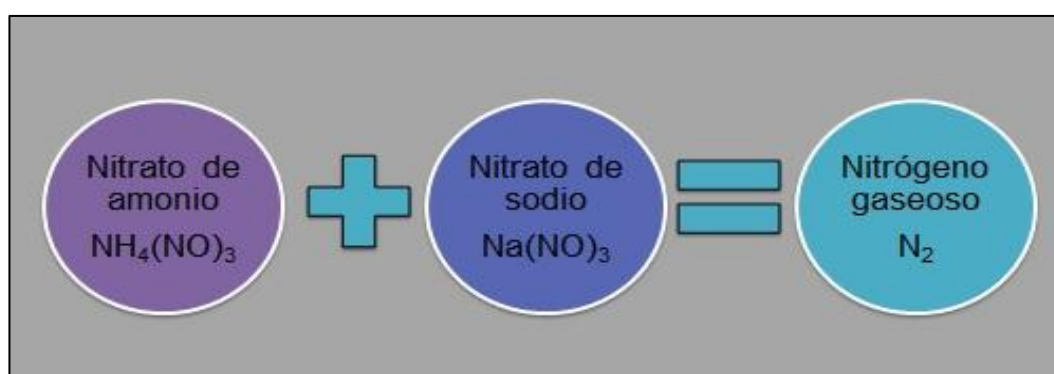 Nitrato de
amonio
NH₄(NO)₃
Nitrato de
sodio
Na(NO)₃
Nitrógeno
gaseoso
N₂